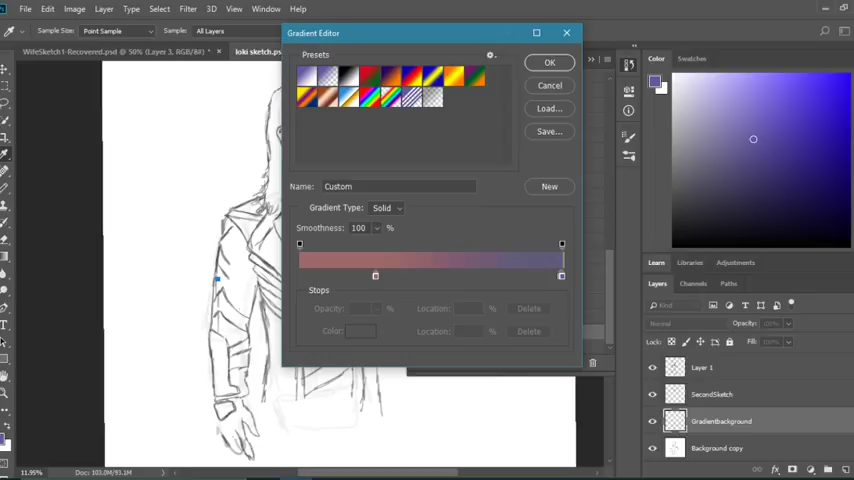 File Edit Image Layer Type Select Filter 3D View Window Help
Sample Size: Point Sample Sample: All Layers
WifeSketch1-Recovered.psd @ 50% (Layer 3, RGB/8#) * × loki sketch.ps
Gradient Editor
Presets
OK
Cancel
Load...
Save...
Name: Custom
New
Gradient Type: Solid
Smoothness: 100 %
Stops
Opacity: % Location: % Delete
Color: Location: % Delete
Color Swatches
Learn Libraries Adjustments
Layers Channels Paths
Kind
Normal Opacity: 100%
Lock: Fill: 100%
Layer 1
SecondSketch
Gradientbackground
Background copy
11.95% Doc: 103.0M/93.1M